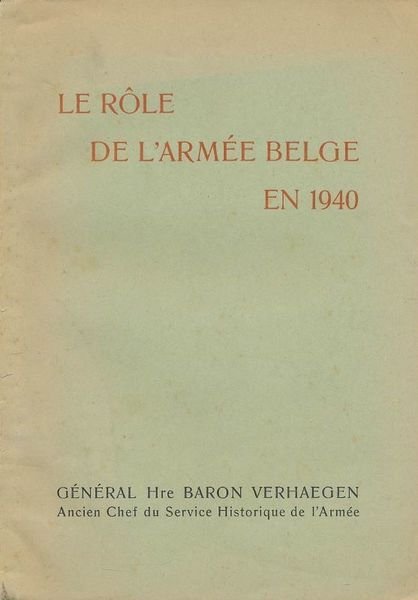 LE RÔLE
DE L'ARMÉE BELGE
EN 1940
GÉNÉRAL Hre BARON VERHAEGEN
Ancien Chef du Service Historique de l'Armée